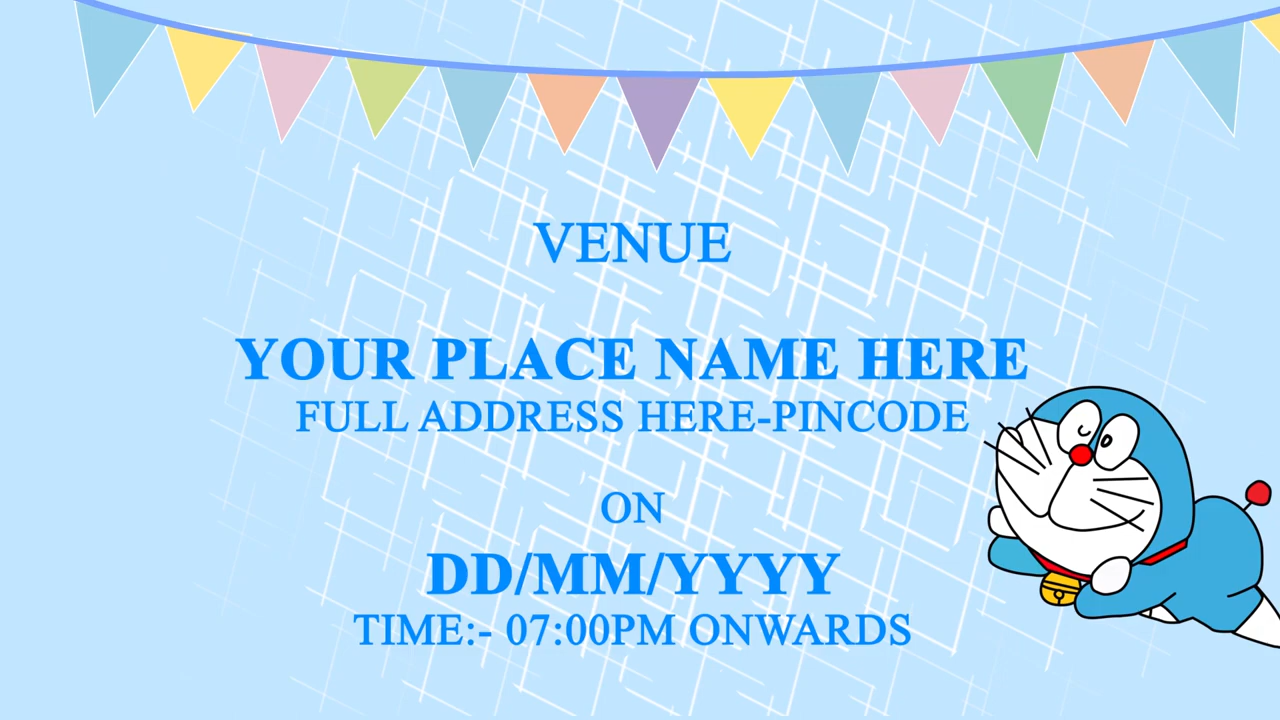 VENUE
YOUR PLACE NAME HERE
FULL ADDRESS HERE-PINCODE
ON
DD/MM/YYYY
TIME:- 07:00PM ONWARDS